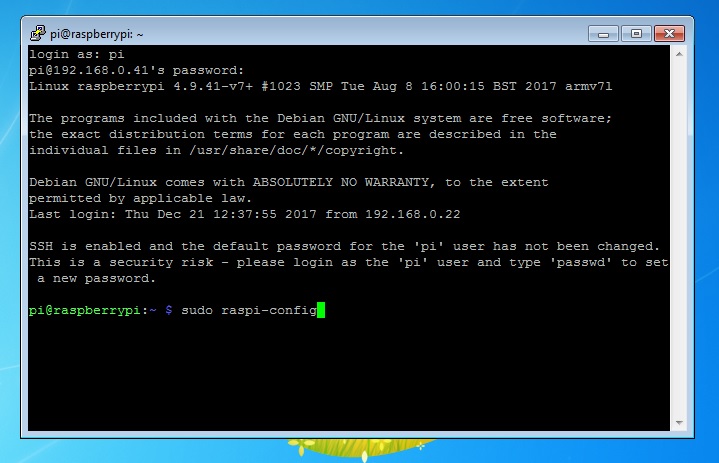 pi@raspberrypi: ~
login as: pi
pi@192.168.0.41's password:
Linux raspberrypi 4.9.41-v7+ #1023 SMP Tue Aug 8 16:00:15 BST 2017 armv7l
The programs included with the Debian GNU/Linux system are free software;
the exact distribution terms for each program are described in the
individual files in /usr/share/doc/*/copyright.
Debian GNU/Linux comes with ABSOLUTELY NO WARRANTY, to the extent
permitted by applicable law.
Last login: Thu Dec 21 12:37:55 2017 from 192.168.0.22
SSH is enabled and the default password for the 'pi' user has not been changed.
This is a security risk - please login as the 'pi' user and type 'passwd' to set
 a new password.
pi@raspberrypi:~ $ sudo raspi-config